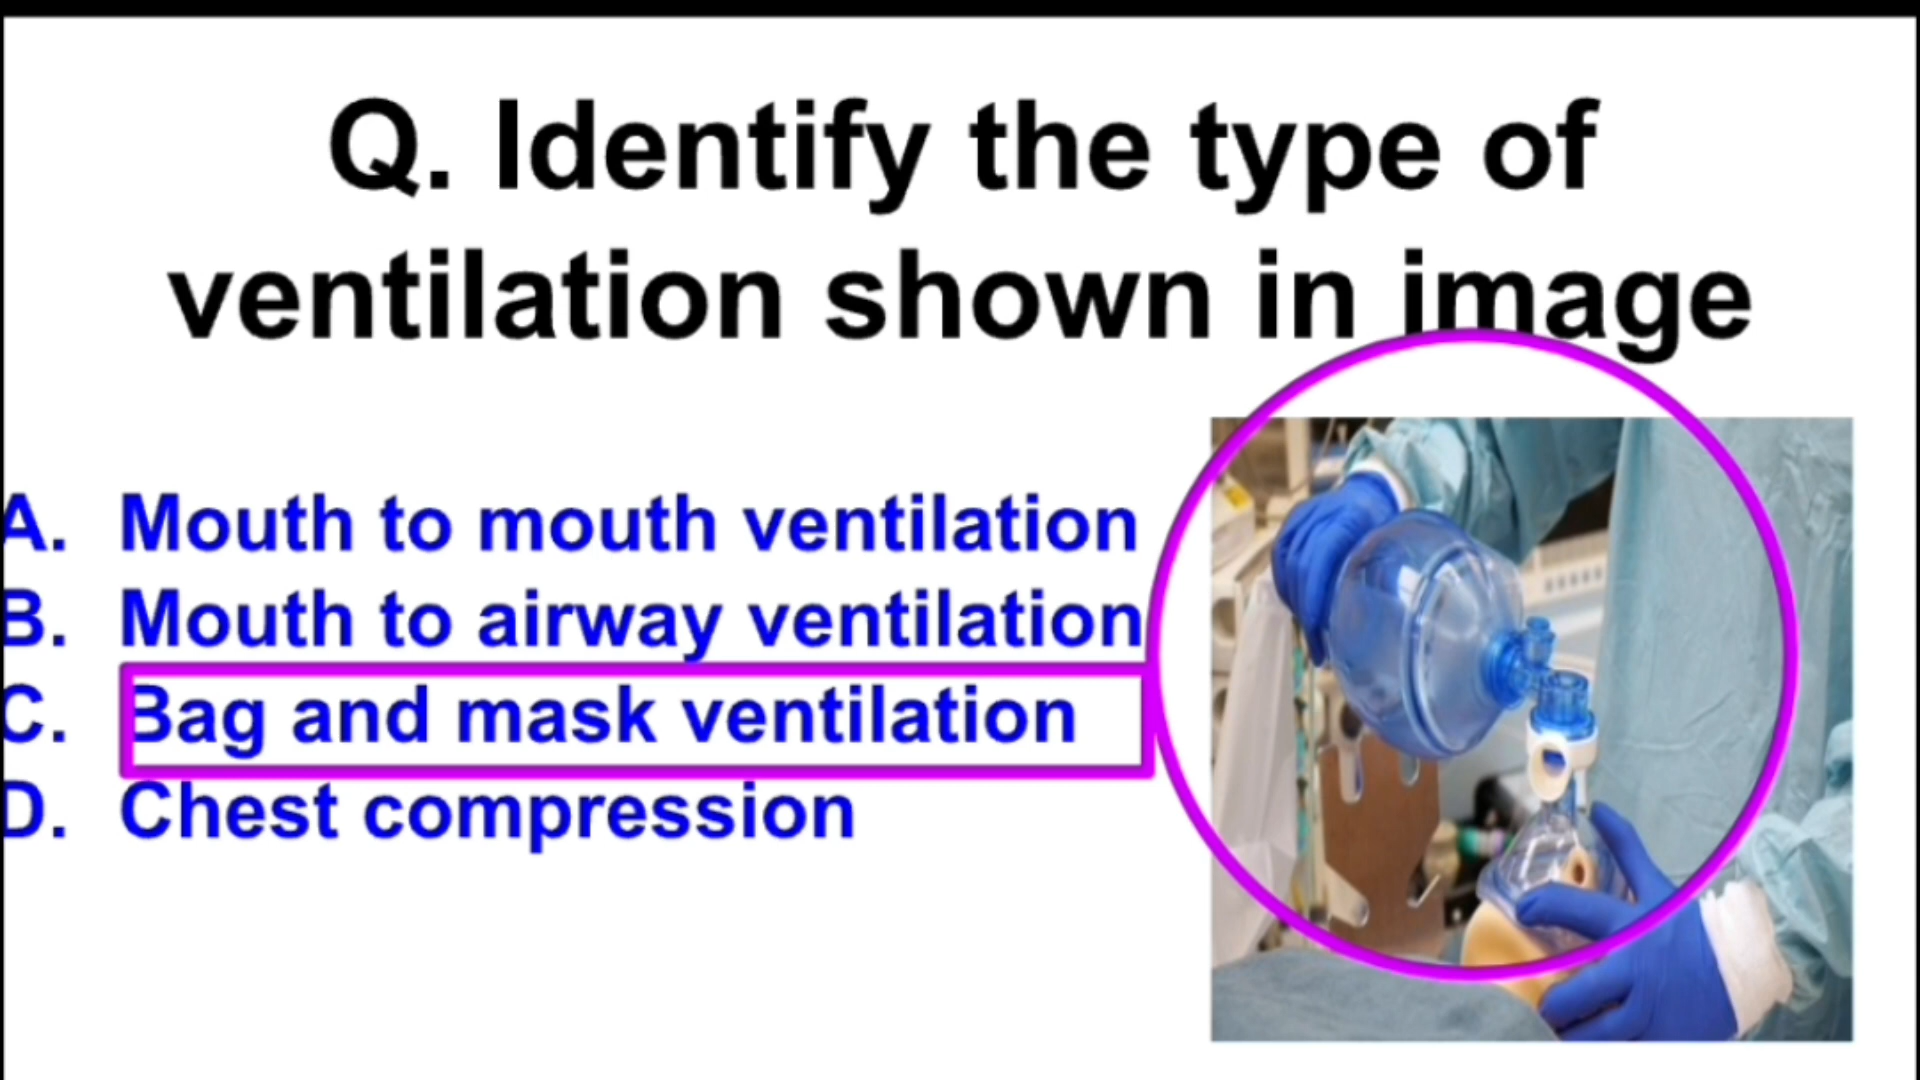 Q. Identify the type of
ventilation shown in image
A. Mouth to mouth ventilation
B. Mouth to airway ventilation
C. Bag and mask ventilation
D. Chest compression